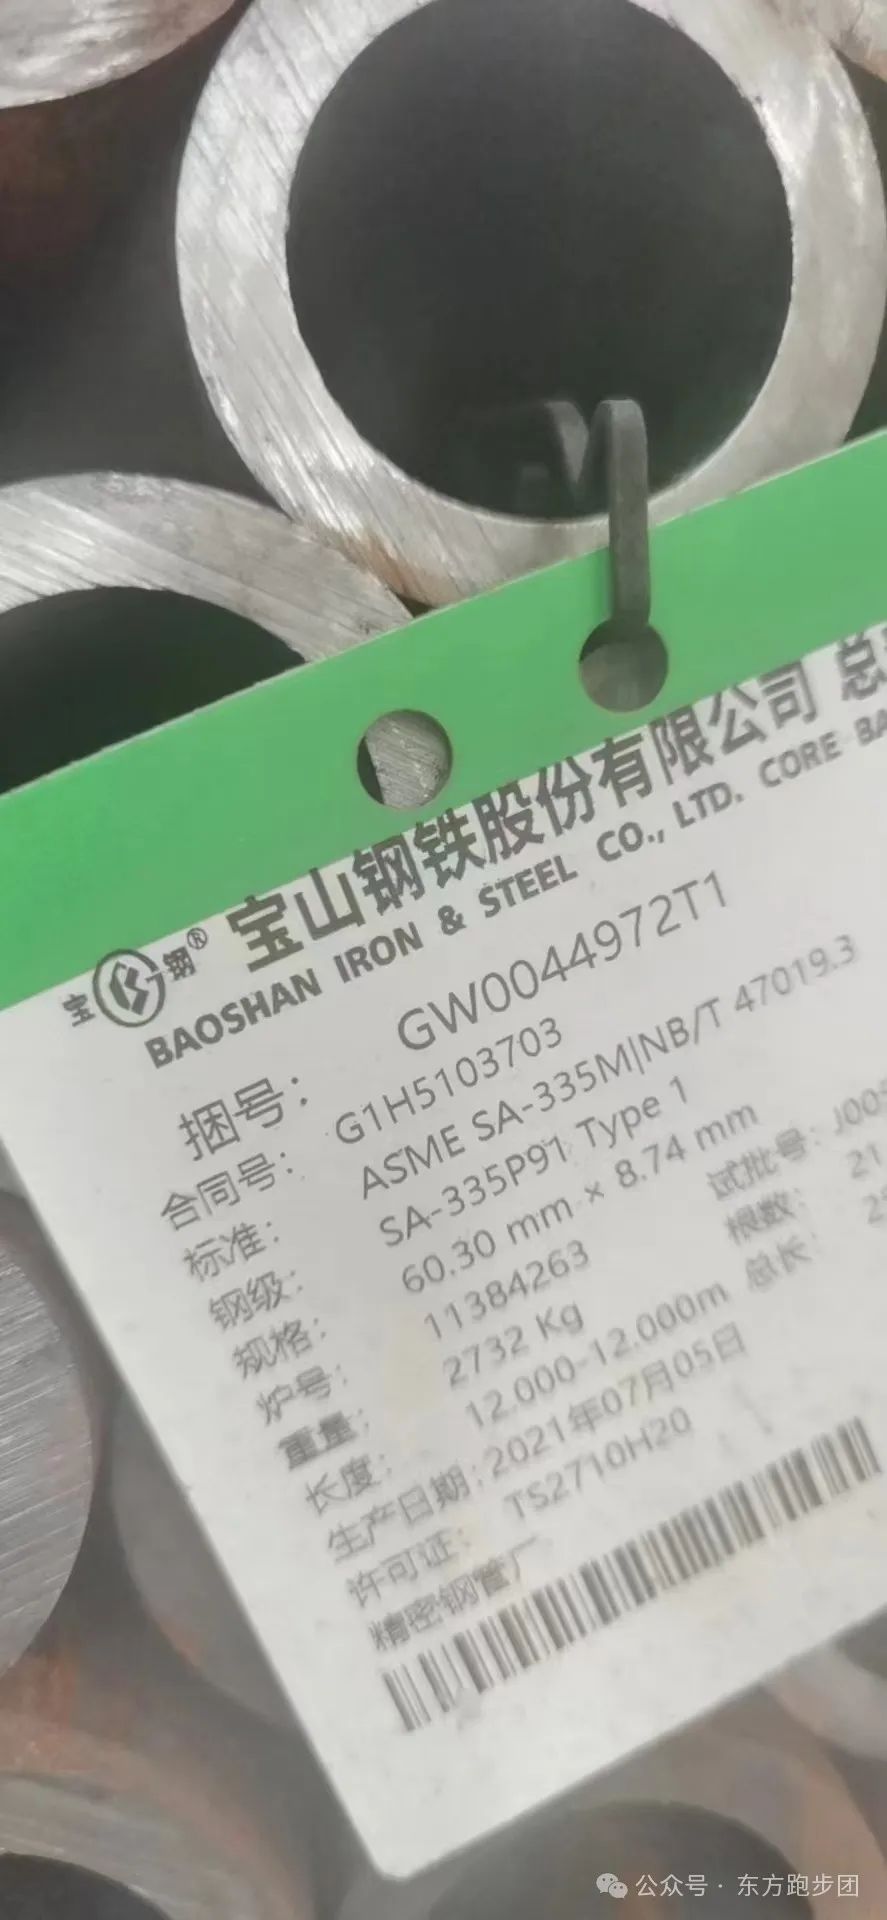 宝钢®
宝山钢铁股份有限公司 总
BAOSHAN IRON & STEEL CO., LTD. CORE BA
捆号: GW0044972T1
合同号: G1H5103703
标准: ASME SA-335M|NB/T 47019.3
钢级: SA-335P91 Type 1
规格: 60.30 mm × 8.74 mm
炉号: 11384263 试批号: J00
重量: 2732 Kg 根数: 21
长度: 12.000-12.000m 总长: 2
生产日期: 2021年07月05日
许可证: TS2710H20
精密钢管厂
公众号 · 东方跑步团